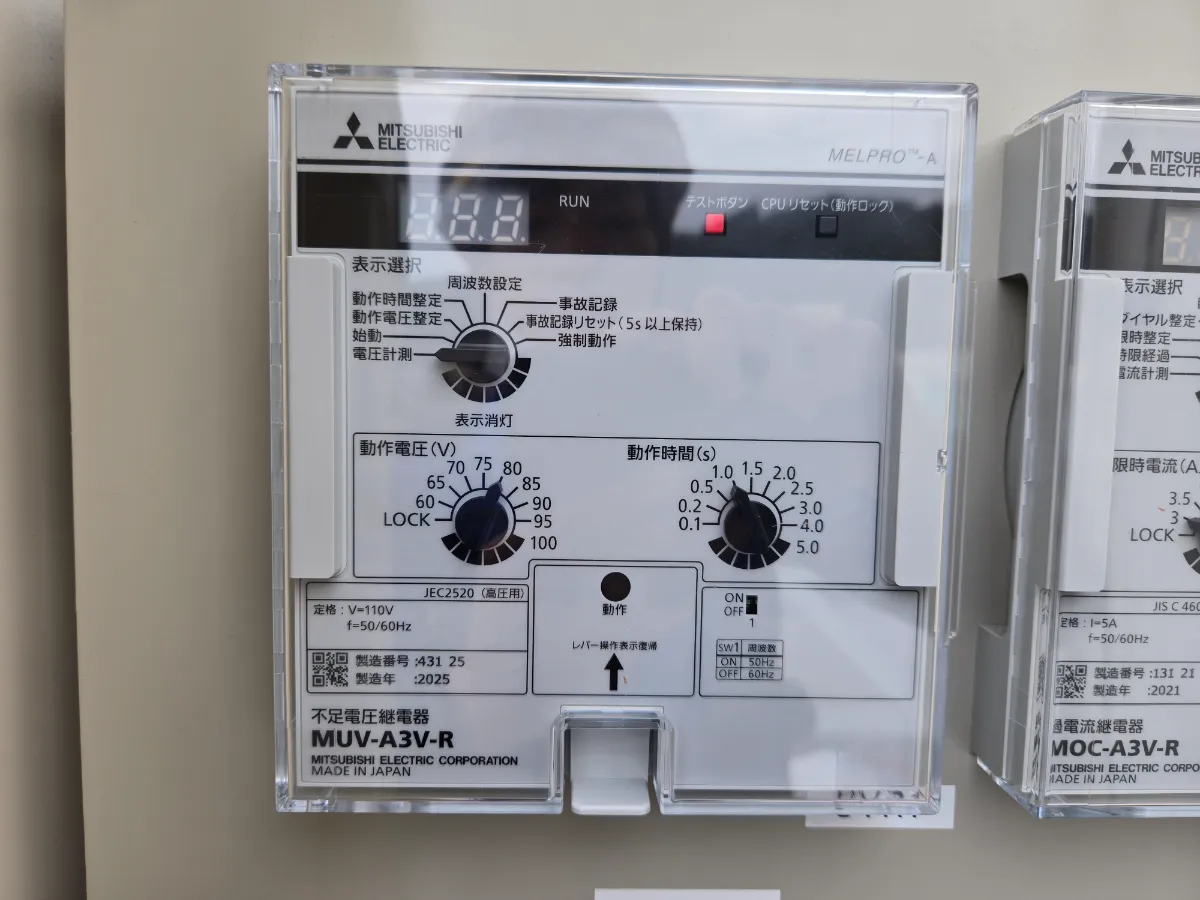 MITSUBISHI
ELECTRIC
MELPRO™-A
RUN
テストボタン
CPUリセット(動作ロック)
表示選択
周波数設定
動作時間整定
事故記録
動作電圧整定
事故記録リセット(5s以上保持)
始動
強制動作
電圧計測
表示消灯
動作電圧(V)
LOCK
60
65
70
75
80
85
90
95
100
動作時間(s)
0.1
0.2
0.5
1.0
1.5
2.0
2.5
3.0
4.0
5.0
JEC2520 (高圧用)
定格:V=110V
f=50/60Hz
製造番号:431 25
製造年 :2025
動作
レバー操作表示復帰
ON
OFF
1
SW1 周波数
ON 50Hz
OFF 60Hz
不足電圧継電器
MUV-A3V-R
MITSUBISHI ELECTRIC CORPORATION
MADE IN JAPAN
MITSUB
ELECTR
表示選択
ダイヤル整定
限時整定
時限経過
電流計測
限時電流(A
3.5
3
LOCK
JIS C 460
定格:I=5A
f=50/60Hz
製造番号:131 21
製造年 :2021
過電流継電器
MOC-A3V-R
MITSUBISHI ELECTRIC CORPO
MADE IN JAPAN